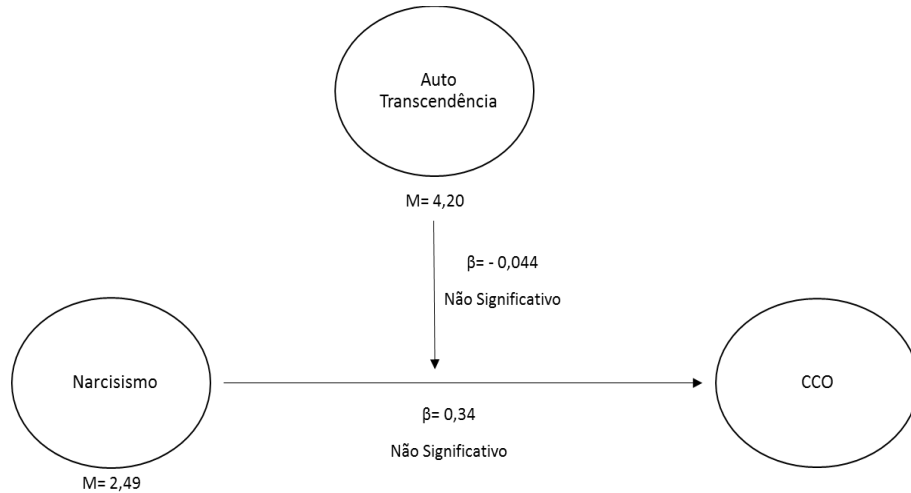 Auto
Transcendência
M= 4,20
β= - 0,044
Não Significativo
Narcisismo
CCO
β= 0,34
Não Significativo
M= 2,49